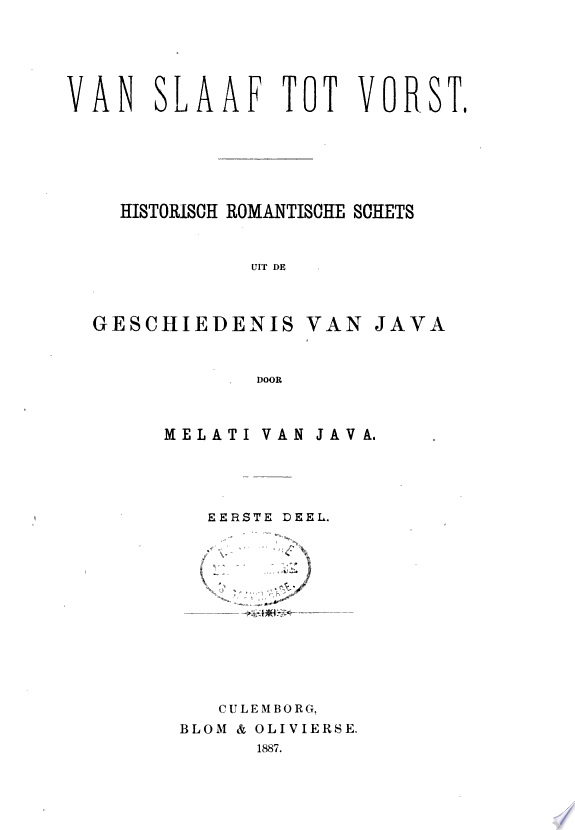 VAN SLAAF TOT VORST.
HISTORISCH ROMANTISCHE SCHETS
UIT DE
GESCHIEDENIS VAN JAVA
DOOR
MELATI VAN JAVA.
EERSTE DEEL.
CULEMBORG,
BLOM & OLIVIERSE.
1887.